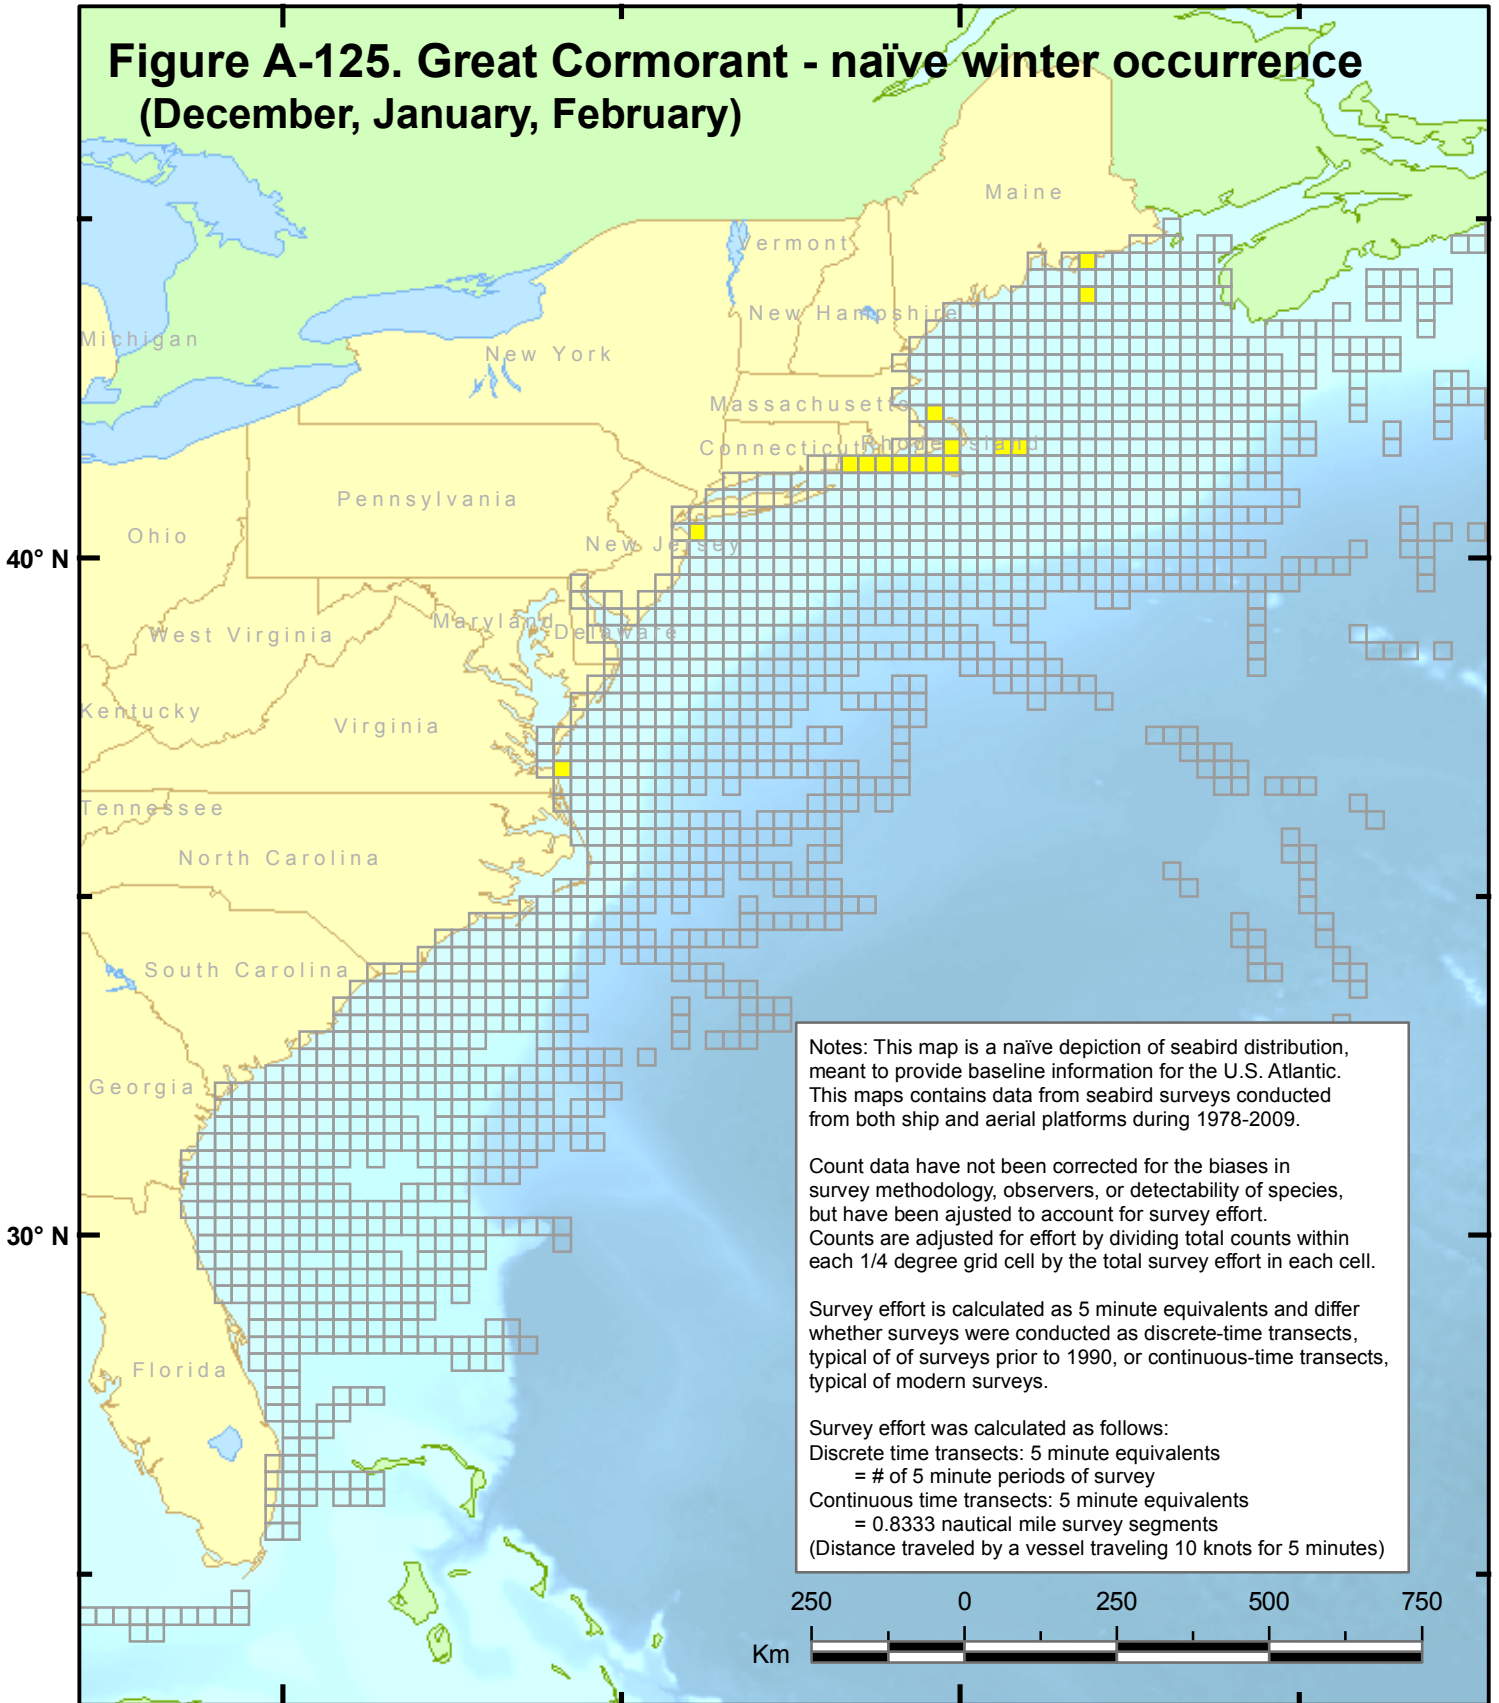 Figure A-125. Great Cormorant - naïve winter occurrence
(December, January, February)
Maine
Vermont
New Hampshire
Michigan
New York
Massachusetts
Connecticut
Rhode Island
Pennsylvania
Ohio
New Jersey
40° N
West Virginia
Maryland
Delaware
Kentucky
Virginia
Tennessee
North Carolina
South Carolina
Georgia
30° N
Florida
Notes: This map is a naïve depiction of seabird distribution,
meant to provide baseline information for the U.S. Atlantic.
This maps contains data from seabird surveys conducted
from both ship and aerial platforms during 1978-2009.
Count data have not been corrected for the biases in
survey methodology, observers, or detectability of species,
but have been ajusted to account for survey effort.
Counts are adjusted for effort by dividing total counts within
each 1/4 degree grid cell by the total survey effort in each cell.
Survey effort is calculated as 5 minute equivalents and differ
whether surveys were conducted as discrete-time transects,
typical of of surveys prior to 1990, or continuous-time transects,
typical of modern surveys.
Survey effort was calculated as follows:
Discrete time transects: 5 minute equivalents
= # of 5 minute periods of survey
Continuous time transects: 5 minute equivalents
= 0.8333 nautical mile survey segments
(Distance traveled by a vessel traveling 10 knots for 5 minutes)
250 0 250 500 750
Km